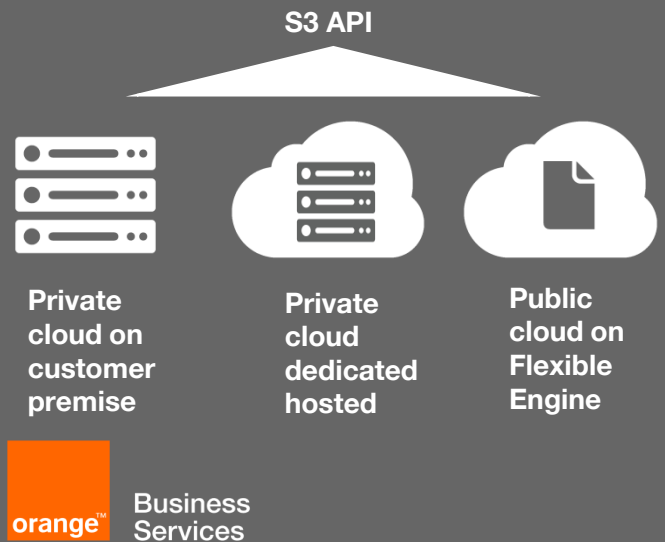 S3 API
Private
cloud on
customer
premise
Private
cloud
dedicated
hosted
Public
cloud on
Flexible
Engine
orange™
Business
Services